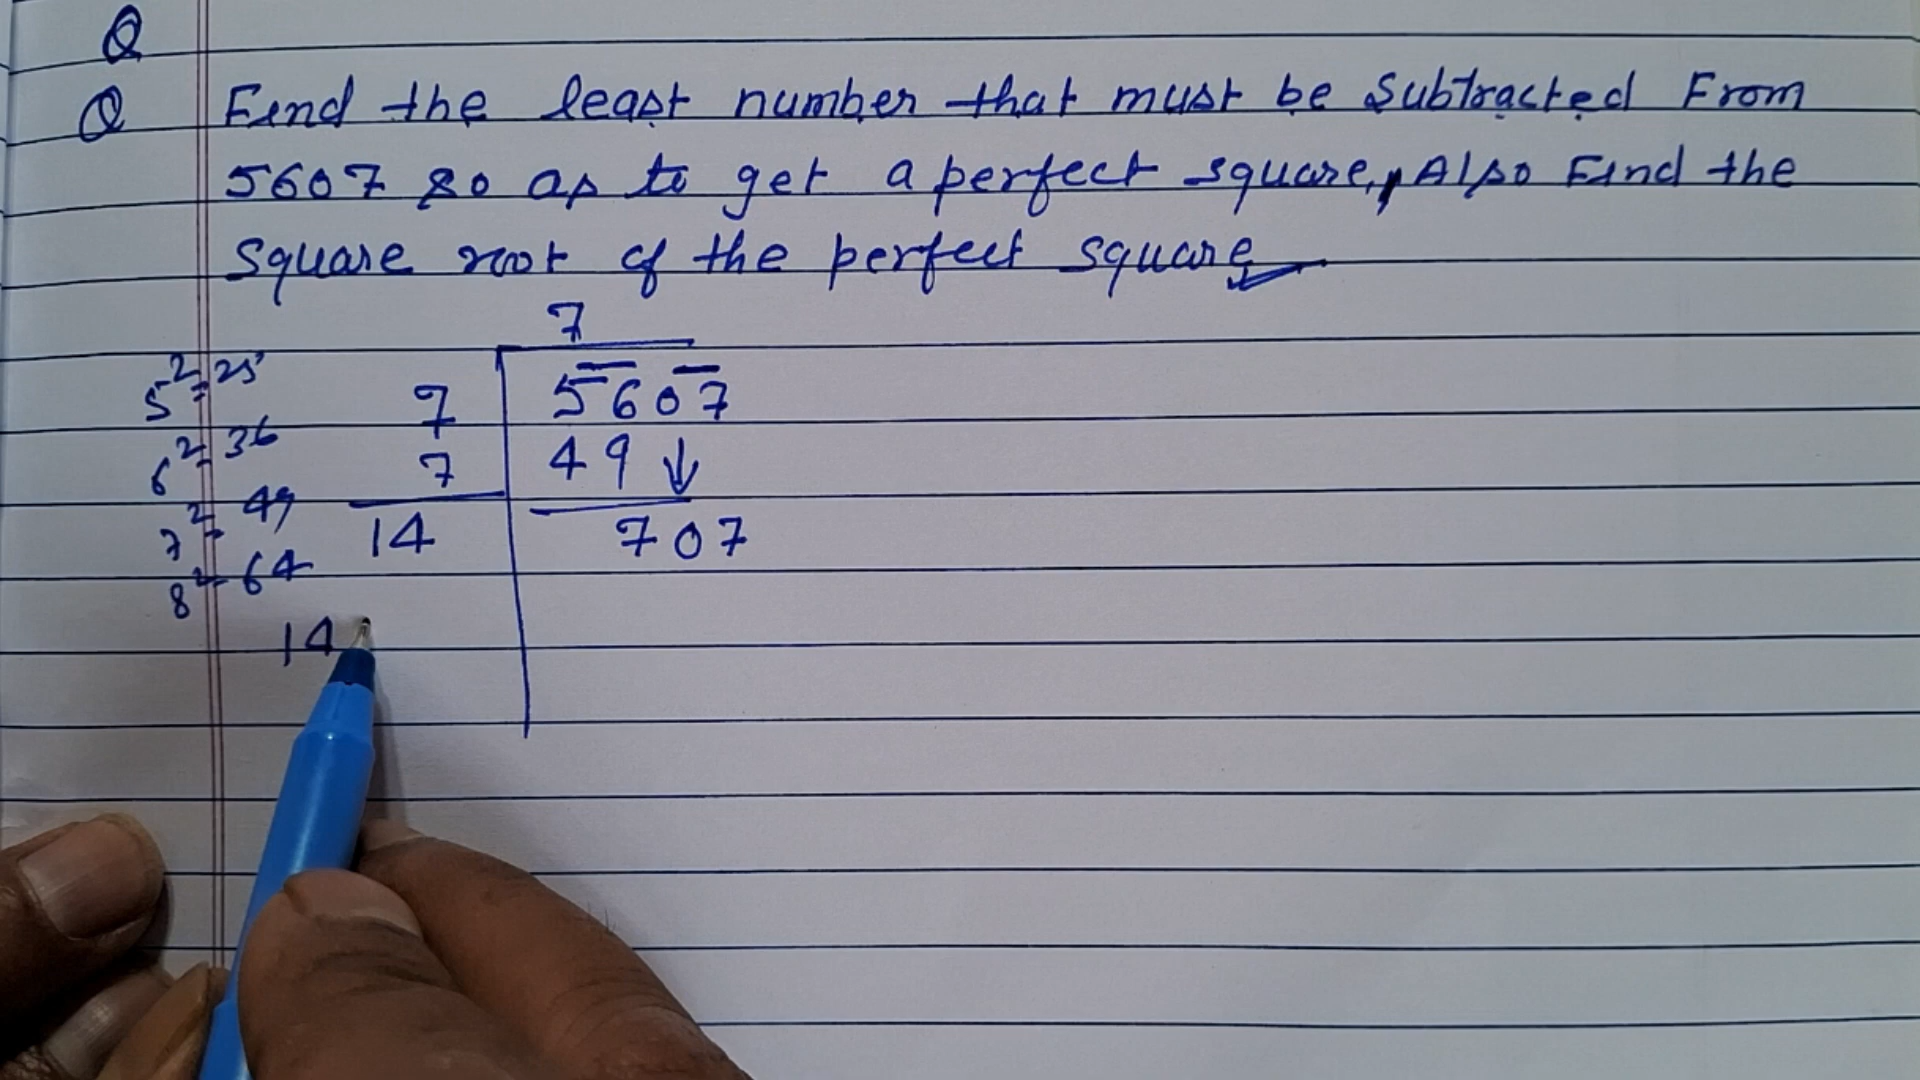 Q
Q Find the least number that must be subtracted From
5607 so as to get a perfect square, Also Find the
square root of the perfect square
7
5² = 25 7 5607
6² = 36 7 49 ↓
7² = 49 14 707
8² = 64
14